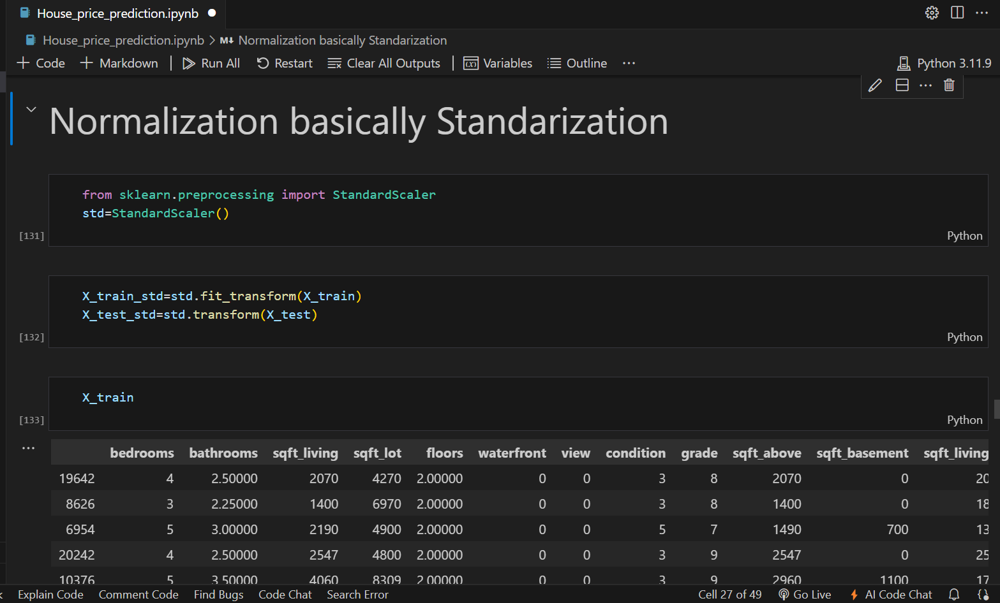 House_price_prediction.ipynb
House_price_prediction.ipynb > M↓ Normalization basically Standarization
+ Code + Markdown | Run All Restart Clear All Outputs | Variables Outline ... Python 3.11.9
Normalization basically Standarization
from sklearn.preprocessing import StandardScaler
std=StandardScaler()
[131] Python
X_train_std=std.fit_transform(X_train)
X_test_std=std.transform(X_test)
[132] Python
X_train
[133] Python
bedrooms bathrooms sqft_living sqft_lot floors waterfront view condition grade sqft_above sqft_basement sqft_living
19642 4 2.50000 2070 4270 2.00000 0 0 3 8 2070 0 20
8626 3 2.25000 1400 6970 2.00000 0 0 3 8 1400 0 18
6954 5 3.00000 2190 4900 2.00000 0 0 5 7 1490 700 13
20242 4 2.50000 2547 4800 2.00000 0 0 3 9 2547 0 25
10376 5 3.50000 4060 8309 2.00000 0 0 3 9 2960 1100 17
Explain Code Comment Code Find Bugs Code Chat Search Error Cell 27 of 49 Go Live AI Code Chat